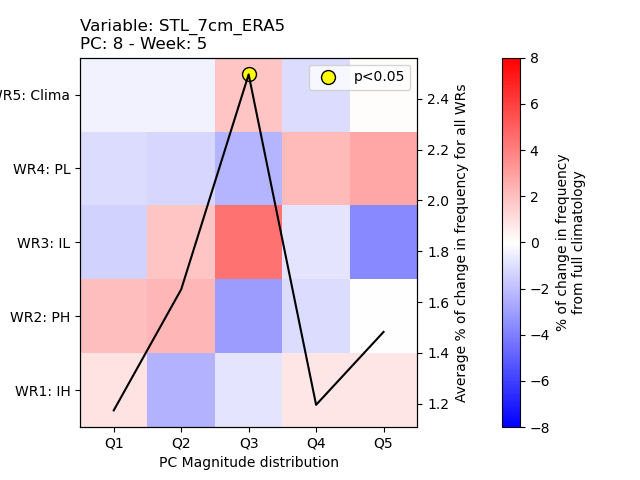 Variable: STL_7cm_ERA5
PC: 8 - Week: 5
p<0.05
WR5: Clima
WR4: PL
WR3: IL
WR2: PH
WR1: IH
Q1 Q2 Q3 Q4 Q5
PC Magnitude distribution
2.4
2.2
2.0
1.8
1.6
1.4
1.2
Average % of change in frequency for all WRs
8
6
4
2
0
−2
−4
−6
−8
% of change in frequency
from full climatology